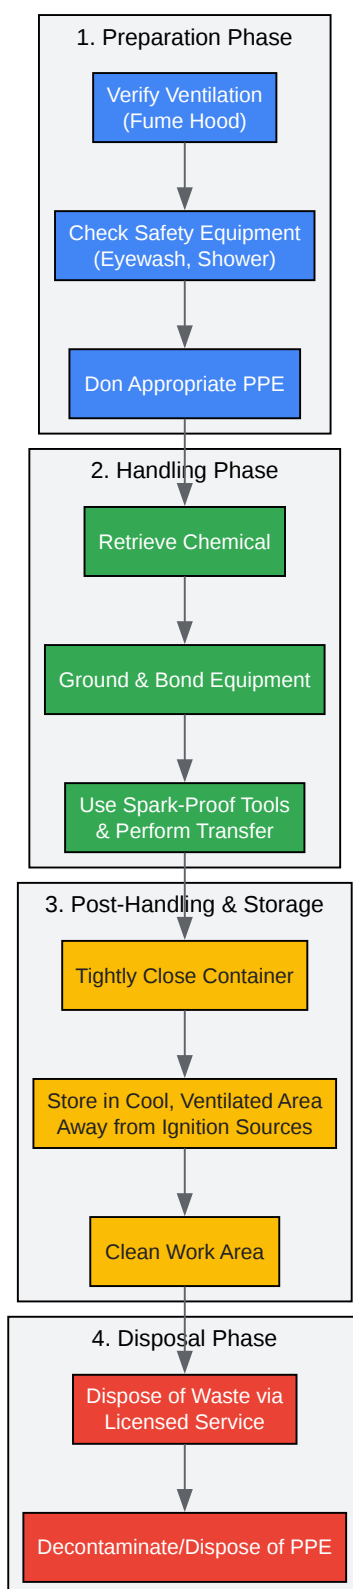 1. Preparation Phase
Verify Ventilation
(Fume Hood)
Check Safety Equipment
(Eyewash, Shower)
Don Appropriate PPE
2. Handling Phase
Retrieve Chemical
Ground & Bond Equipment
Use Spark-Proof Tools
& Perform Transfer
3. Post-Handling & Storage
Tightly Close Container
Store in Cool, Ventilated Area
Away from Ignition Sources
Clean Work Area
4. Disposal Phase
Dispose of Waste via
Licensed Service
Decontaminate/Dispose of PPE